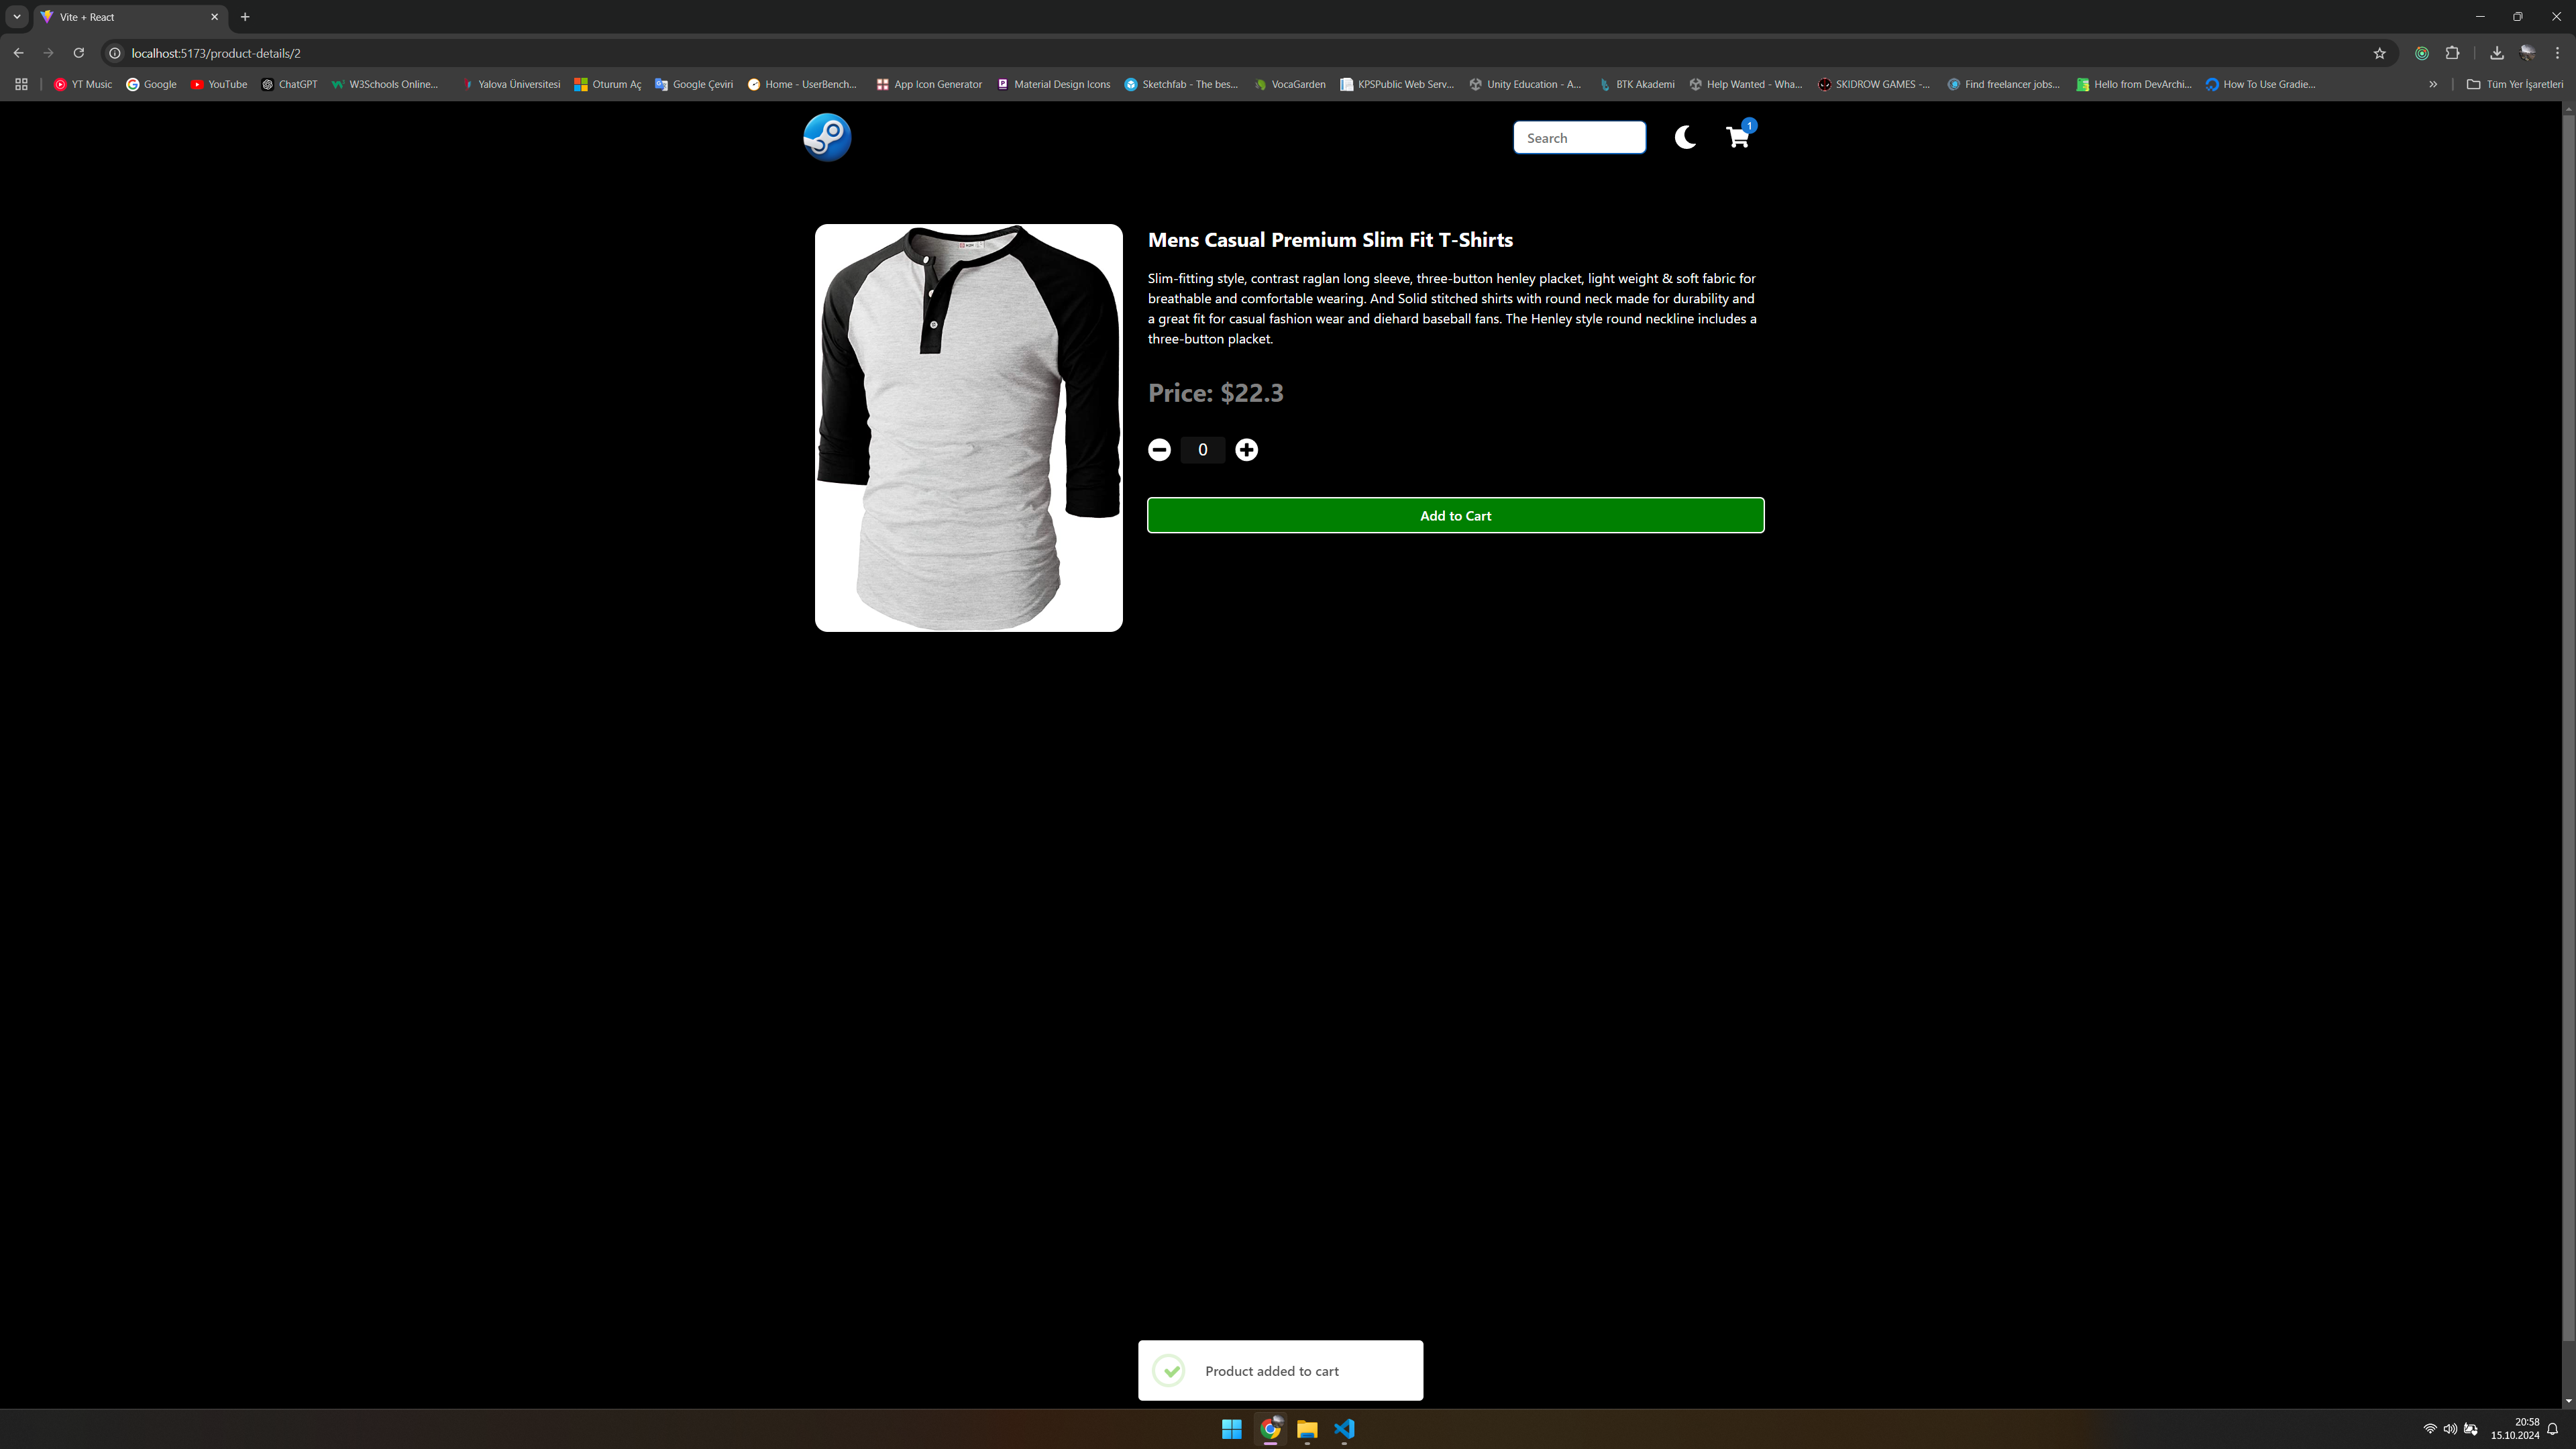 Vite + React
localhost:5173/product-details/2
YT Music Google YouTube ChatGPT W3Schools Online... Yalova Üniversitesi Oturum Aç Google Çeviri Home - UserBench... App Icon Generator Material Design Icons Sketchfab - The bes... VocaGarden KPSPublic Web Serv... Unity Education - A... BTK Akademi Help Wanted - Wha... SKIDROW GAMES -... Find freelancer jobs... Hello from DevArchi... How To Use Gradie... » Tüm Yer İşaretleri
Search 1
Mens Casual Premium Slim Fit T-Shirts
Slim-fitting style, contrast raglan long sleeve, three-button henley placket, light weight & soft fabric for
breathable and comfortable wearing. And Solid stitched shirts with round neck made for durability and
a great fit for casual fashion wear and diehard baseball fans. The Henley style round neckline includes a
three-button placket.
Price: $22.3
0
Add to Cart
Product added to cart
20:58
15.10.2024